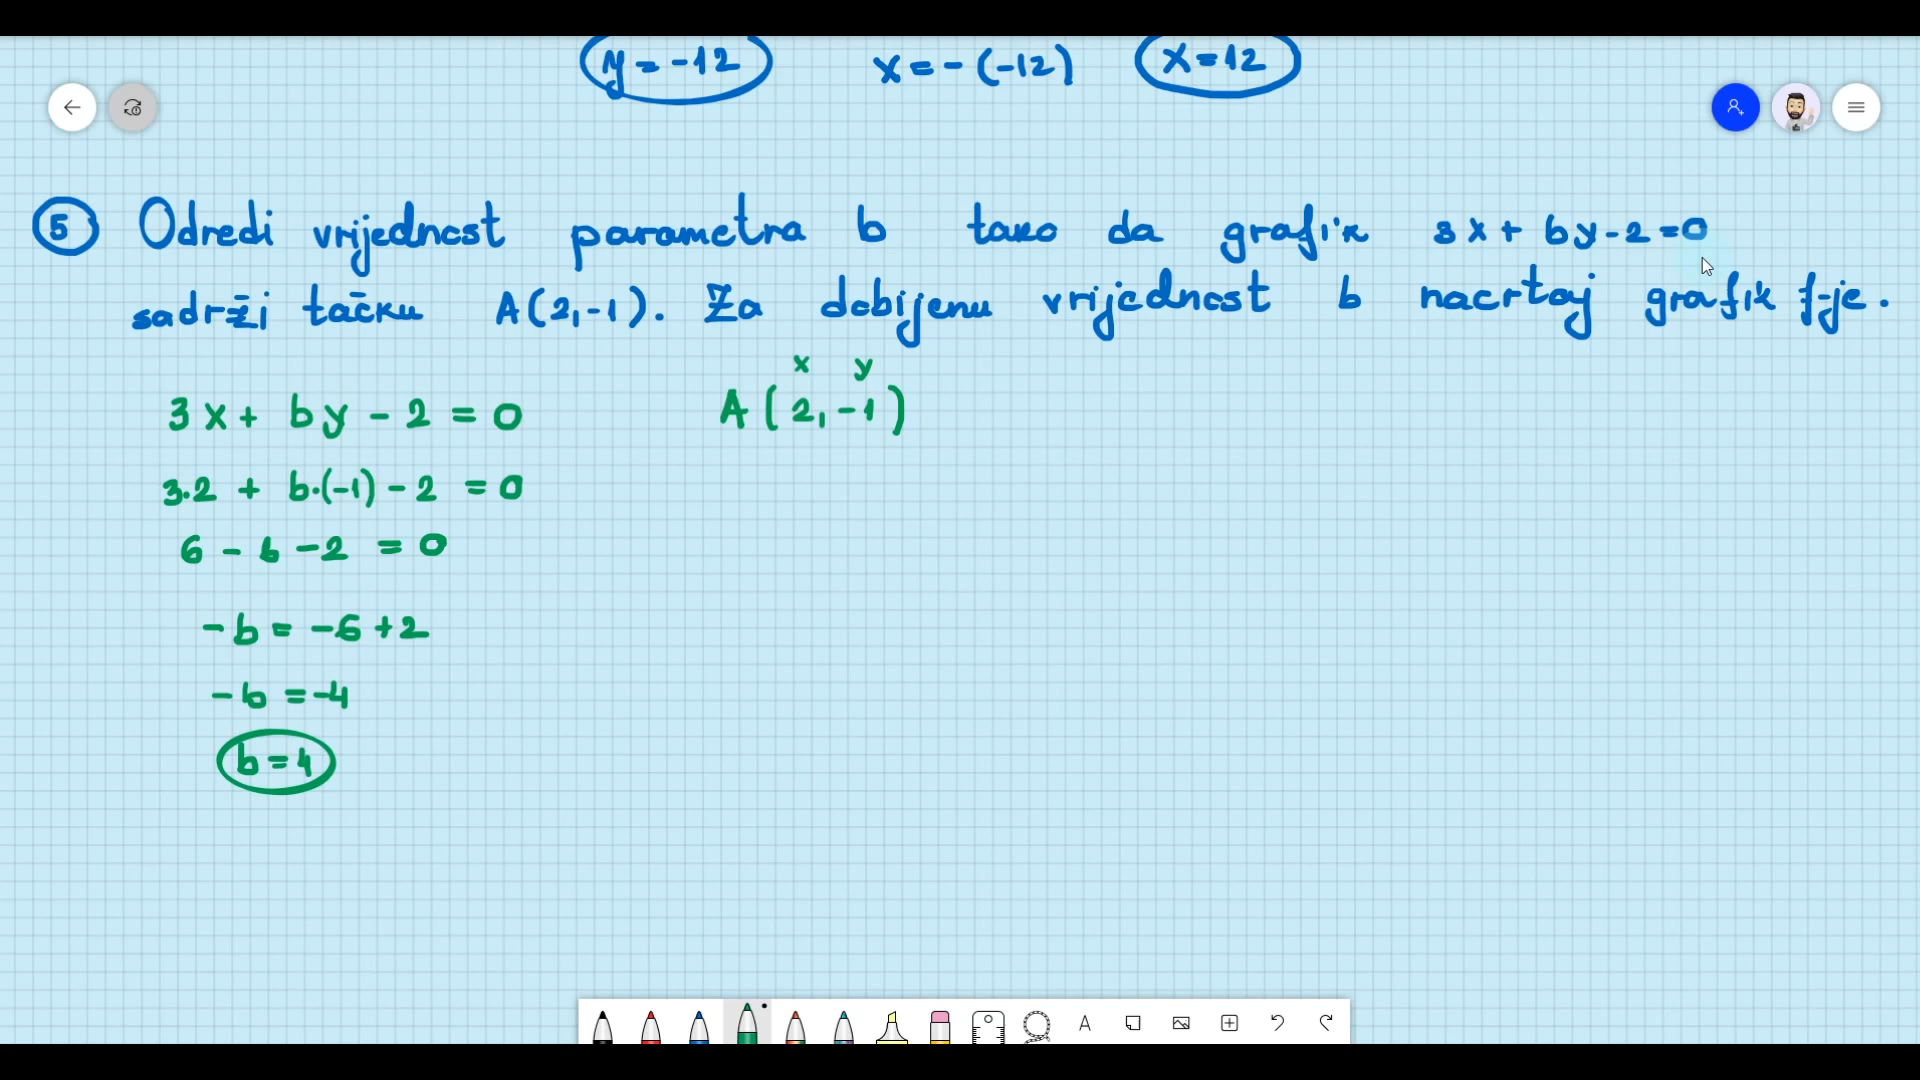 y = -12 x = -(-12) x = 12
5 Odredi vrijednost parametra b tako da grafik 3x + by - 2 = 0
sadrži tačku A(2,-1). Za dobijenu vrijednost b nacrtaj grafik f-je.
x y
3x + by - 2 = 0 A(2,-1)
3·2 + b·(-1) - 2 = 0
6 - b - 2 = 0
-b = -6 + 2
-b = -4
b = 4
A